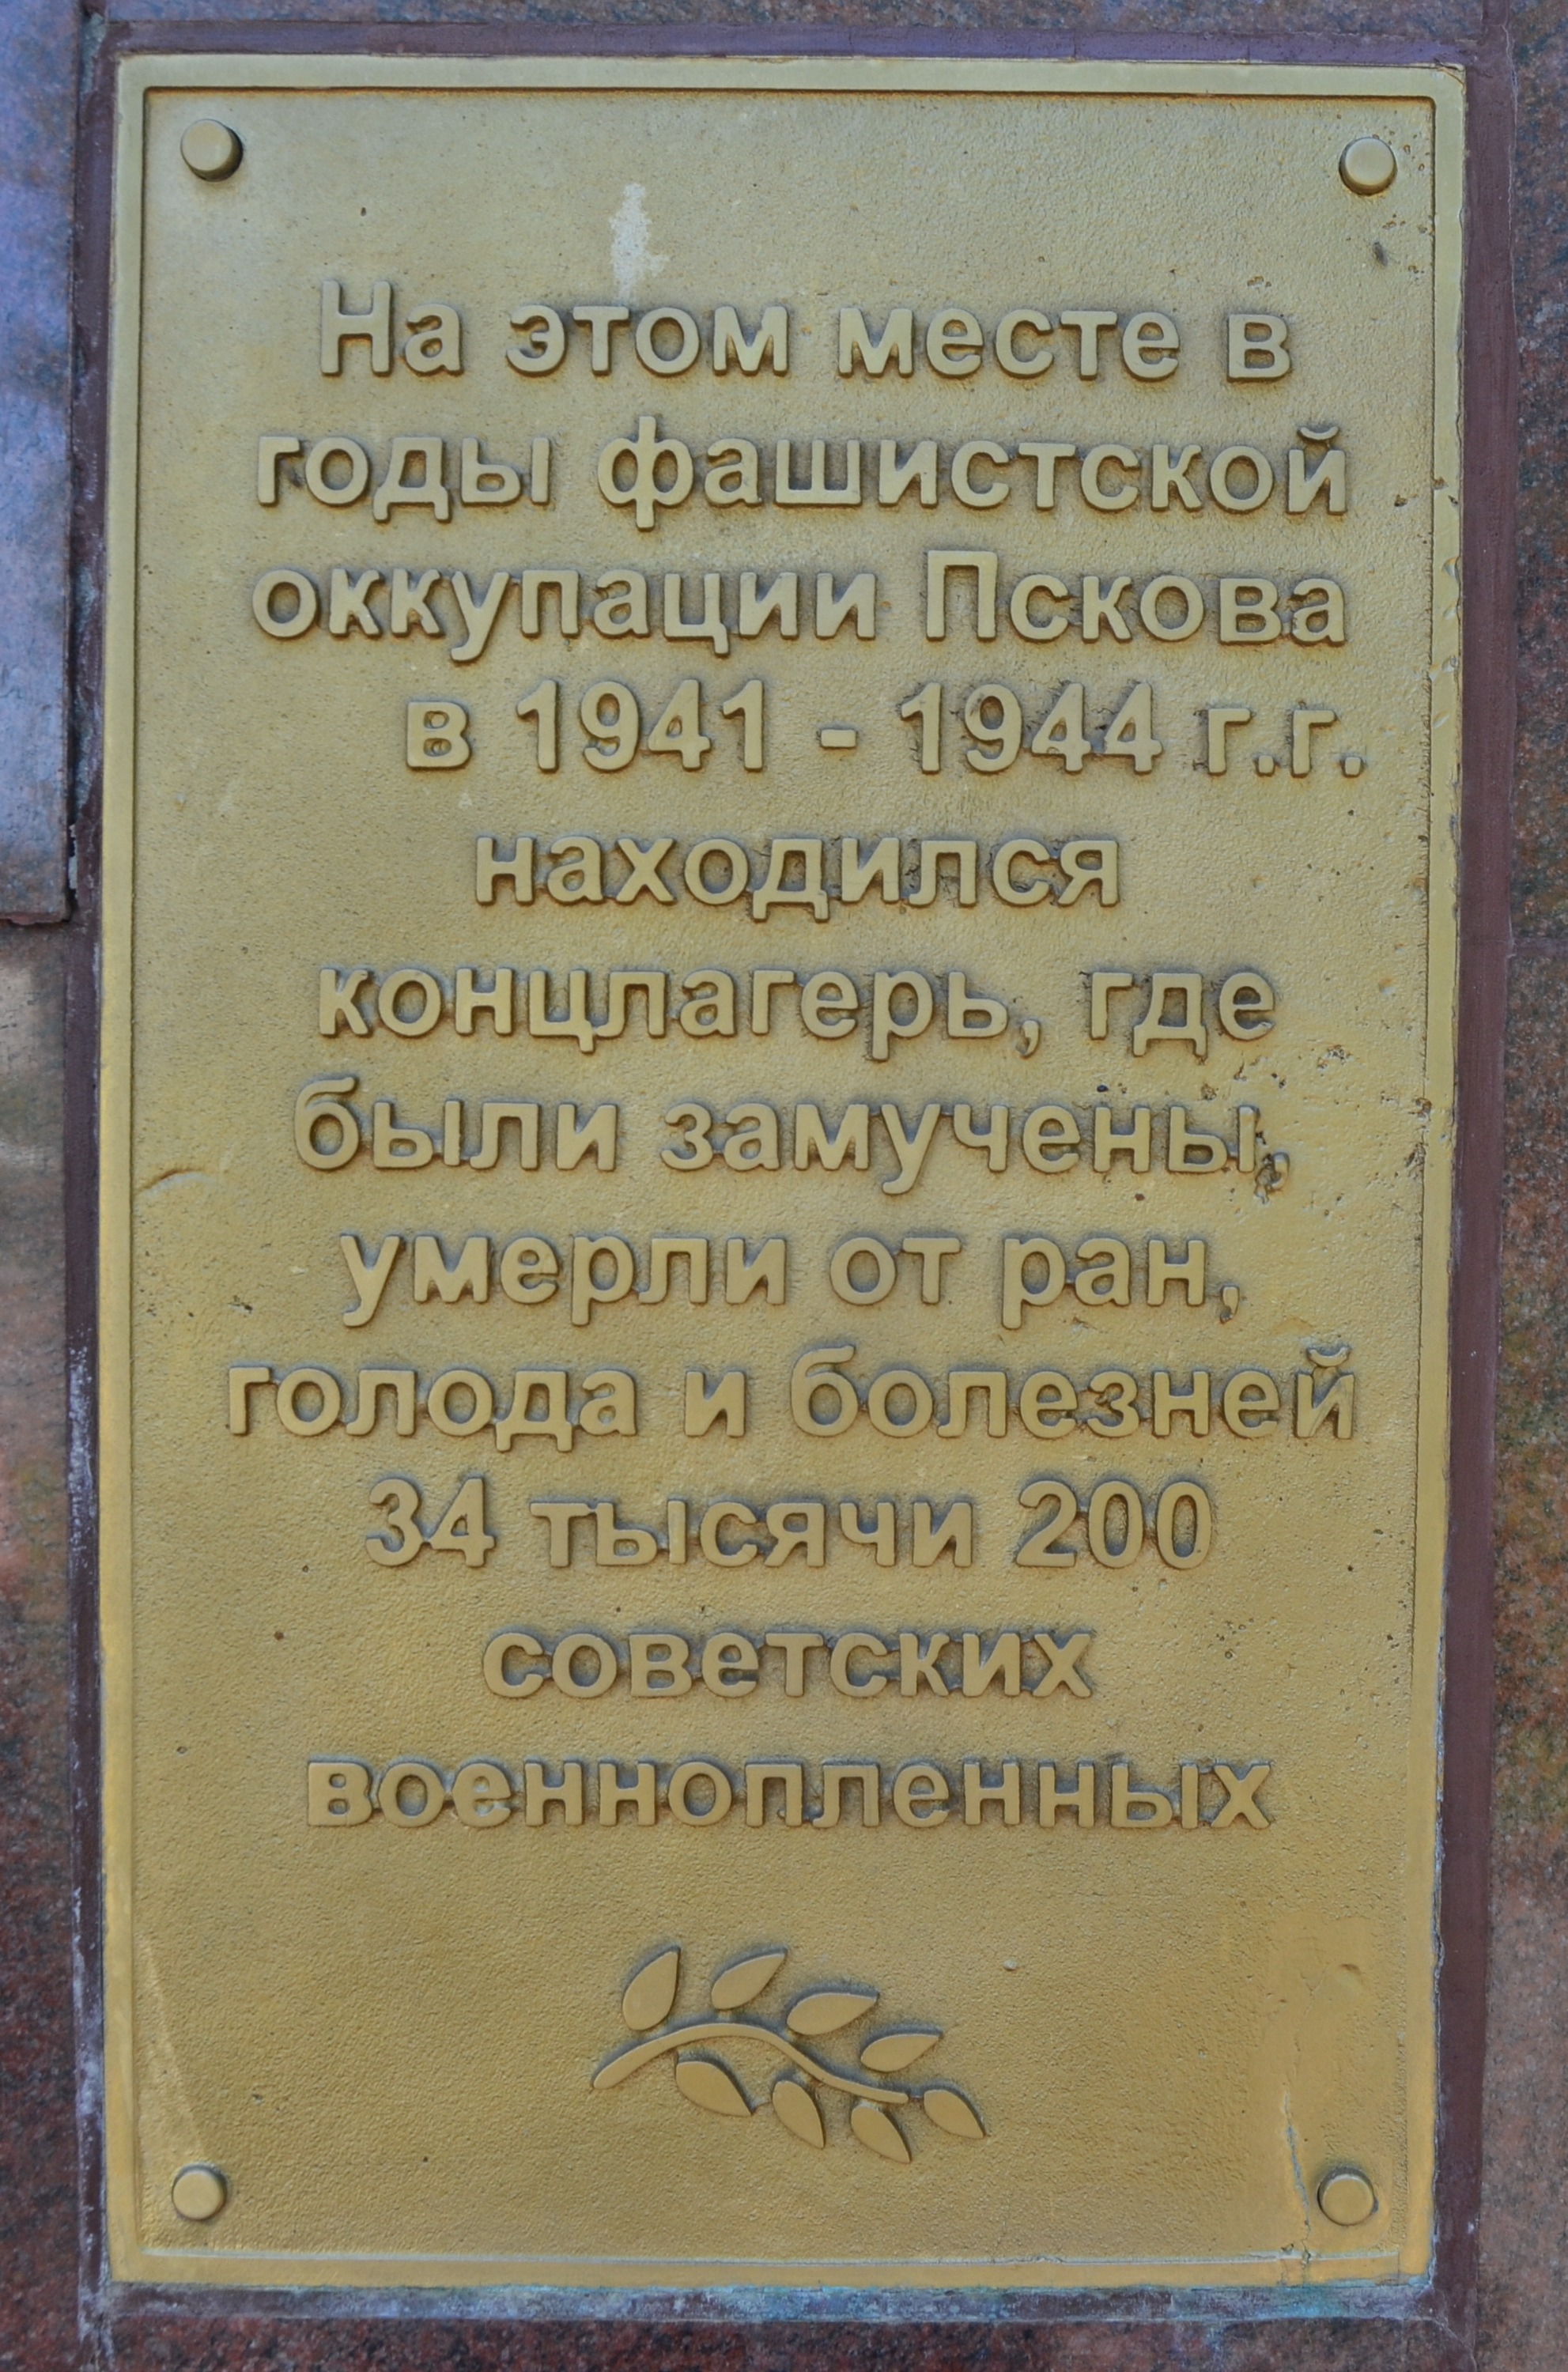 На этом месте в
годы фашистской
оккупации Пскова
в 1941 - 1944 г.г.
находился
концлагерь, где
были замучены,
умерли от ран,
голода и болезней
34 тысячи 200
советских
военнопленных